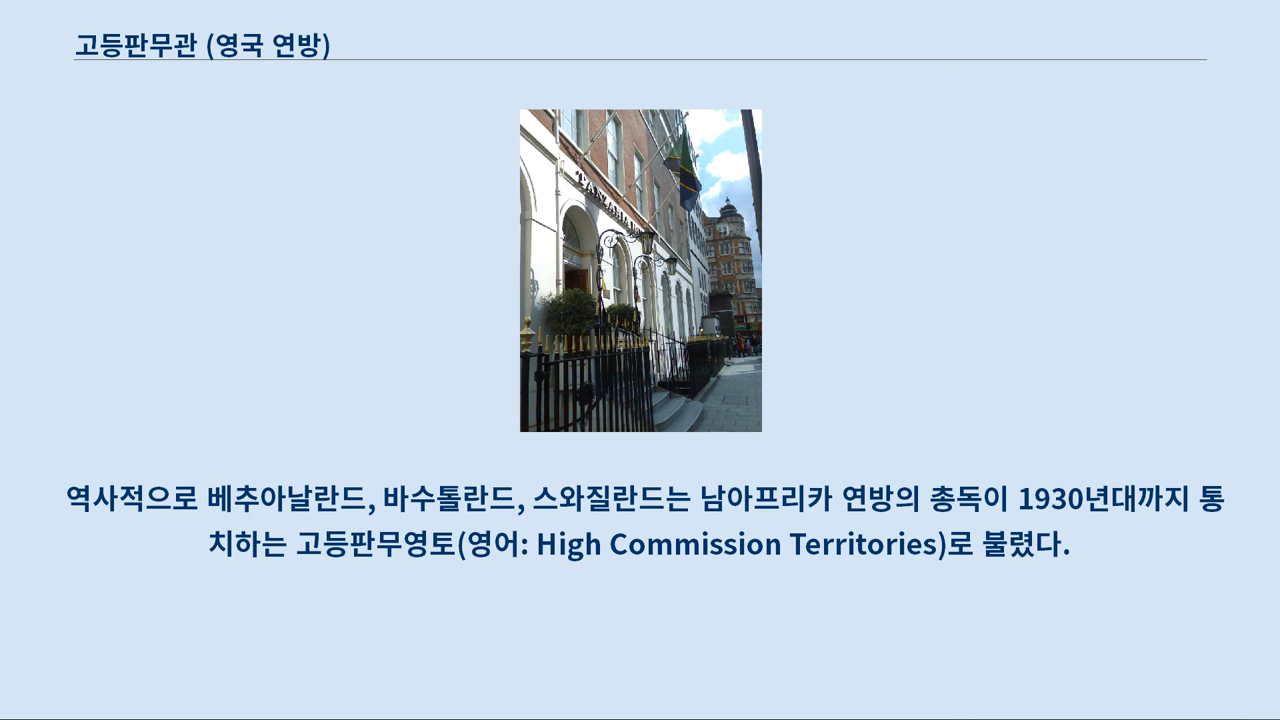 고등판무관 (영국 연방)
TANZANIA
역사적으로 베추아날란드, 바수톨란드, 스와질란드는 남아프리카 연방의 총독이 1930년대까지 통
치하는 고등판무영토(영어: High Commission Territories)로 불렸다.